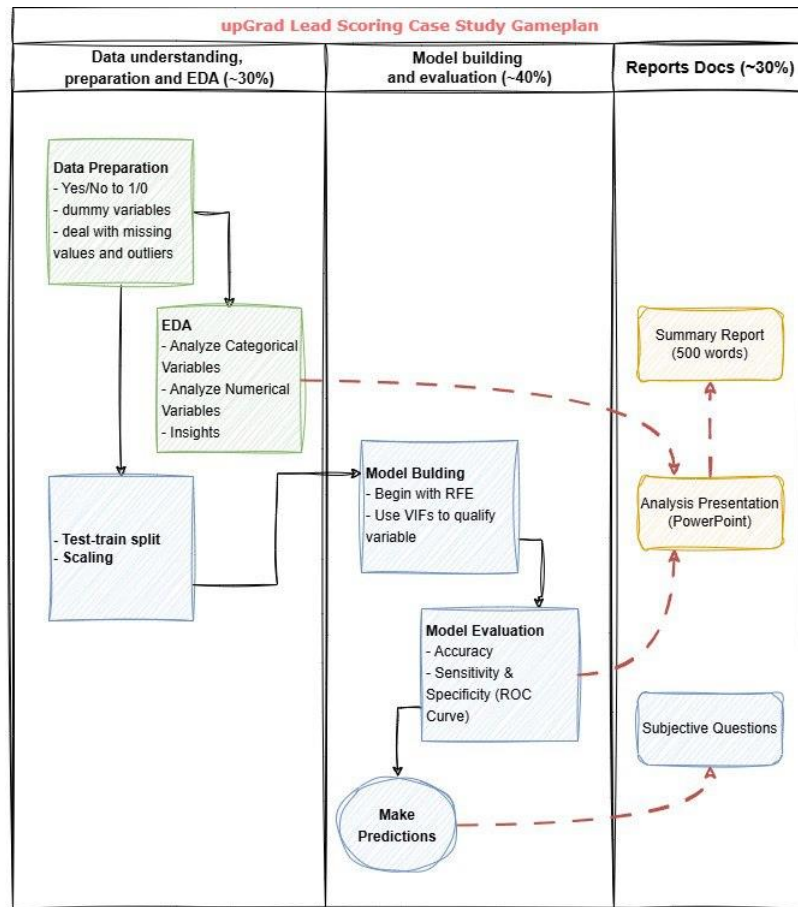 upGrad Lead Scoring Case Study Gameplan
Data understanding,
preparation and EDA (~30%)
Model building
and evaluation (~40%)
Reports Docs (~30%)
Data Preparation
- Yes/No to 1/0
- dummy variables
- deal with missing
values and outliers
EDA
- Analyze Categorical
Variables
- Analyze Numerical
Variables
- Insights
- Test-train split
- Scaling
Model Bulding
- Begin with RFE
- Use VIFs to qualify
variable
Model Evaluation
- Accuracy
- Sensitivity &
Specificity (ROC
Curve)
Make
Predictions
Summary Report
(500 words)
Analysis Presentation
(PowerPoint)
Subjective Questions